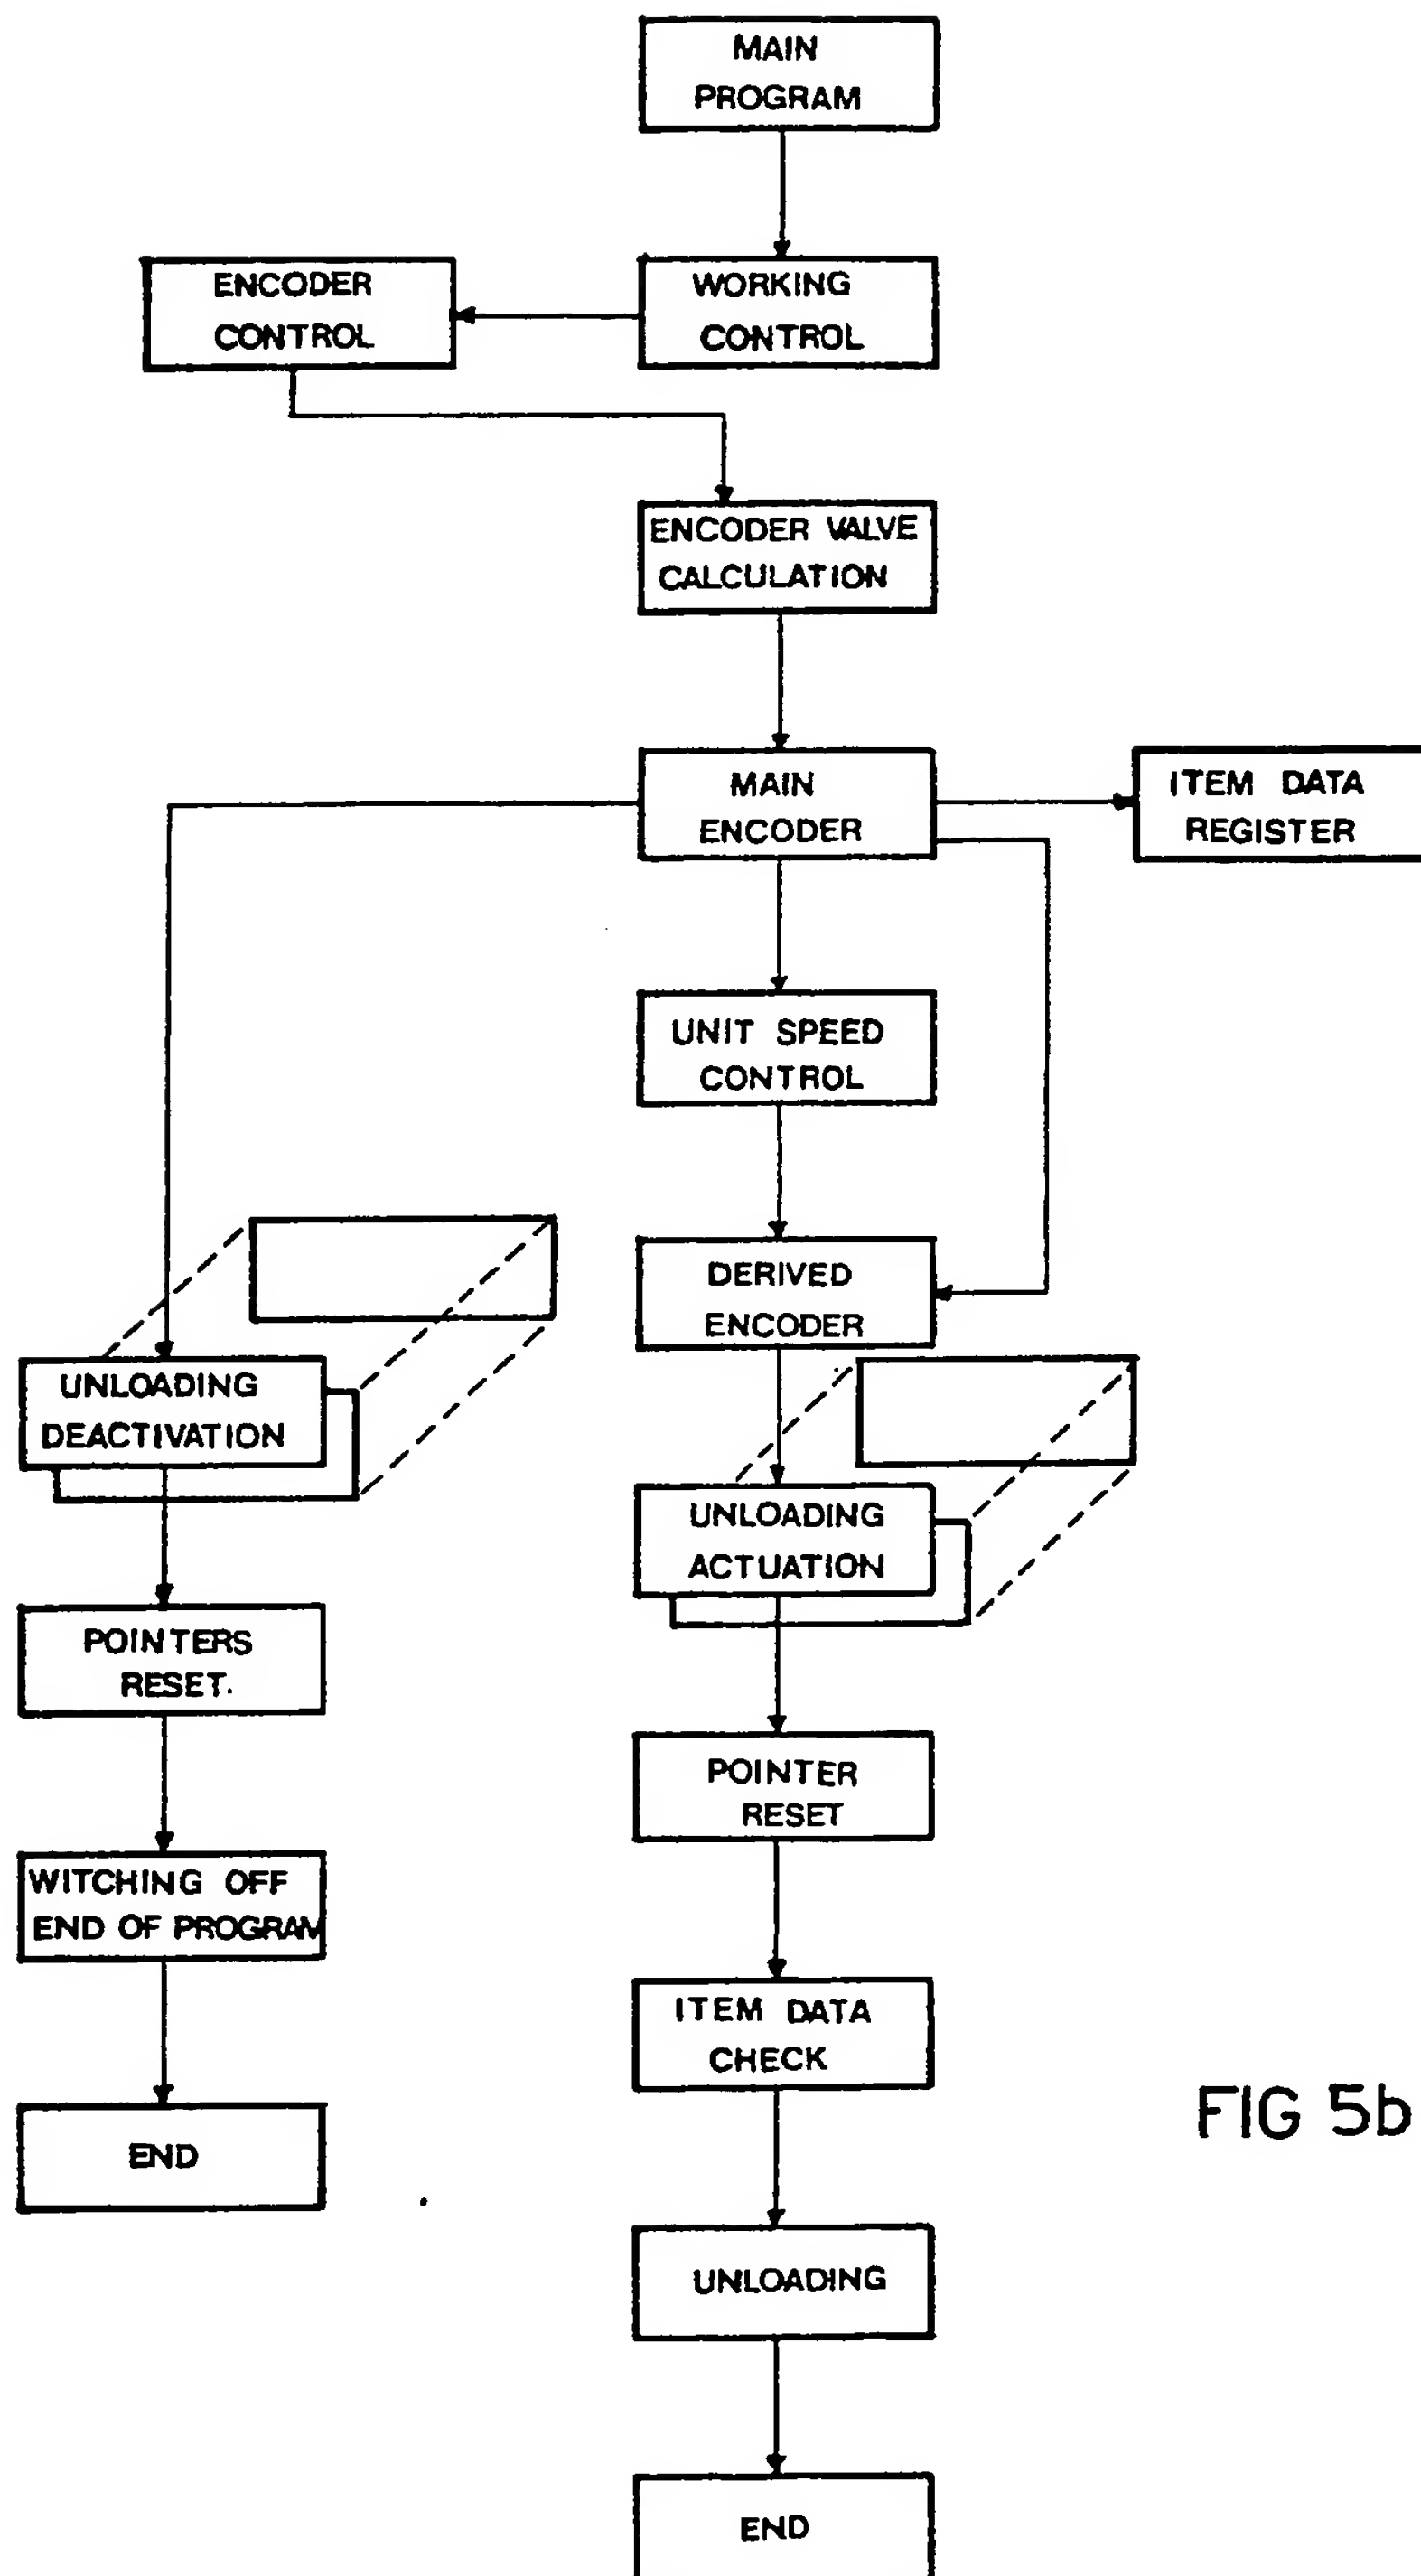 MAIN
PROGRAM
ENCODER
CONTROL
WORKING
CONTROL
ENCODER VALVE
CALCULATION
MAIN
ENCODER
ITEM DATA
REGISTER
UNIT SPEED
CONTROL
DERIVED
ENCODER
UNLOADING
DEACTIVATION
UNLOADING
ACTUATION
POINTERS
RESET.
POINTER
RESET
WITCHING OFF
END OF PROGRAM
ITEM DATA
CHECK
END
FIG 5b
UNLOADING
END